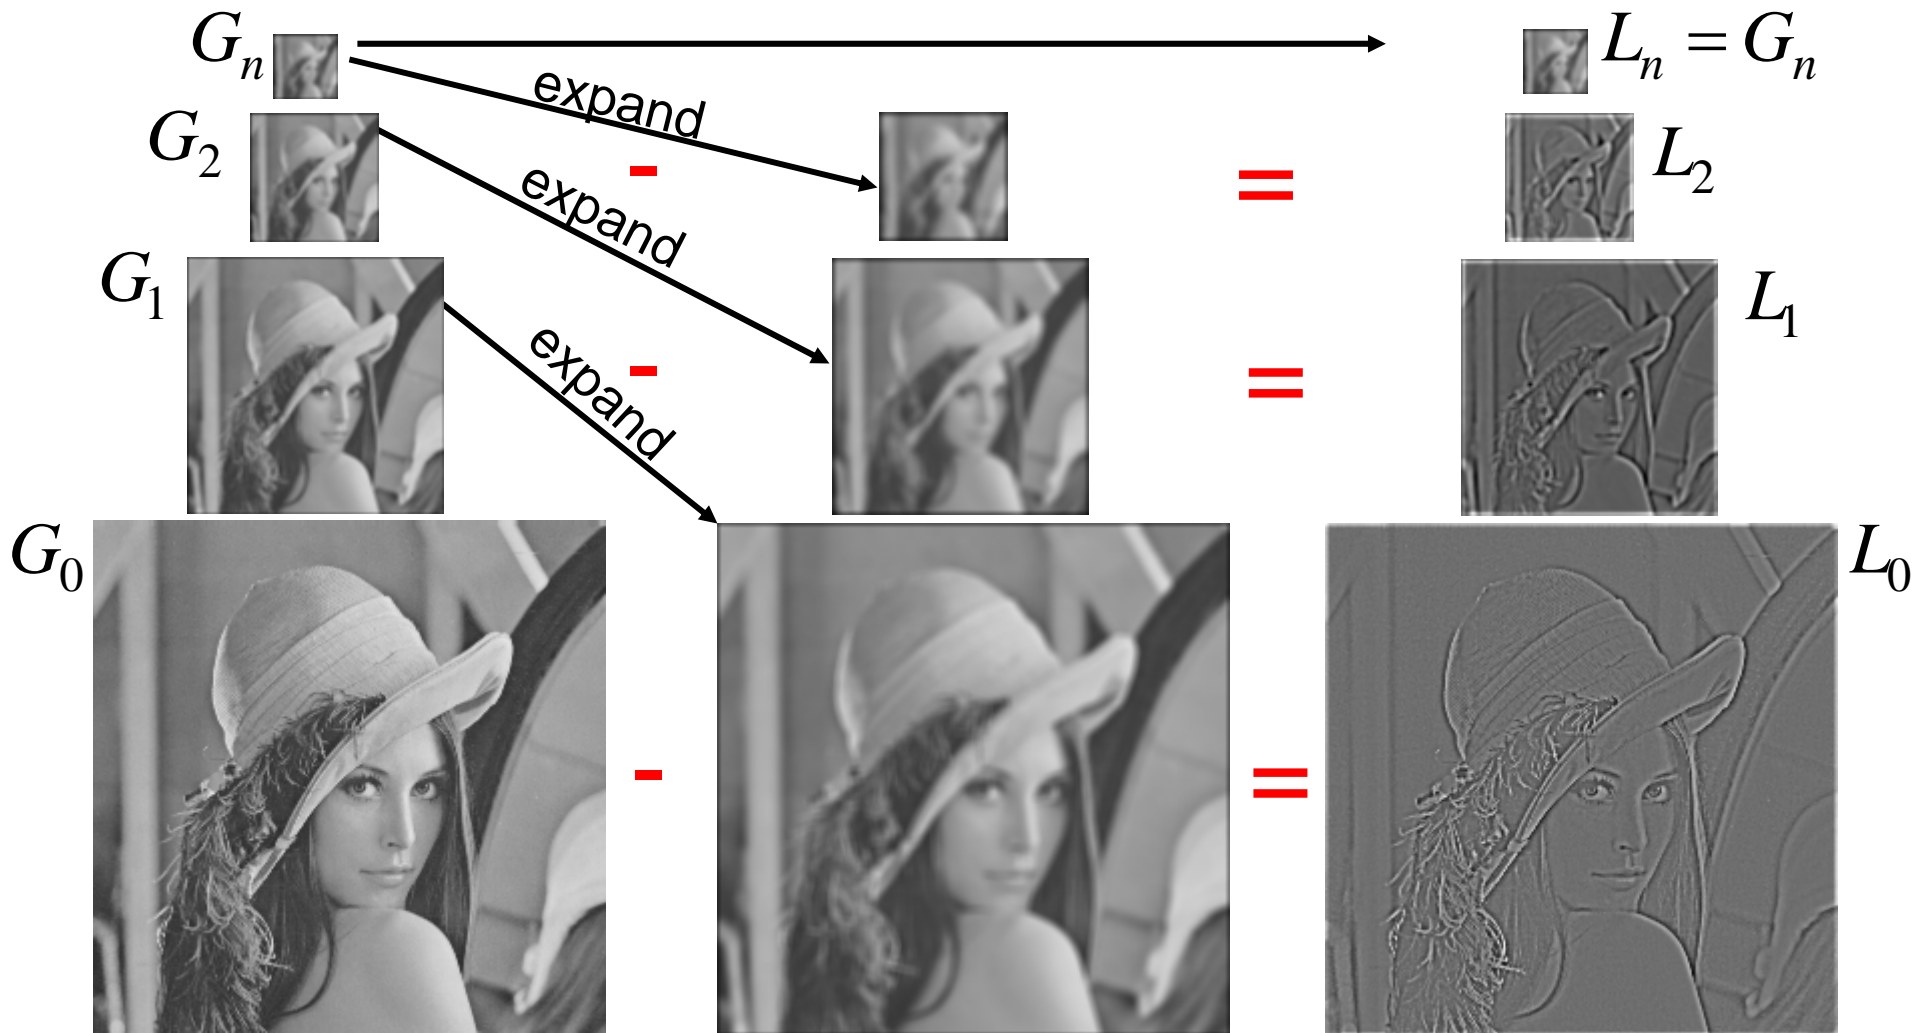 Gₙ Lₙ = Gₙ
expand
G₂ - = L₂
expand
G₁ - = L₁
expand
G₀ - = L₀